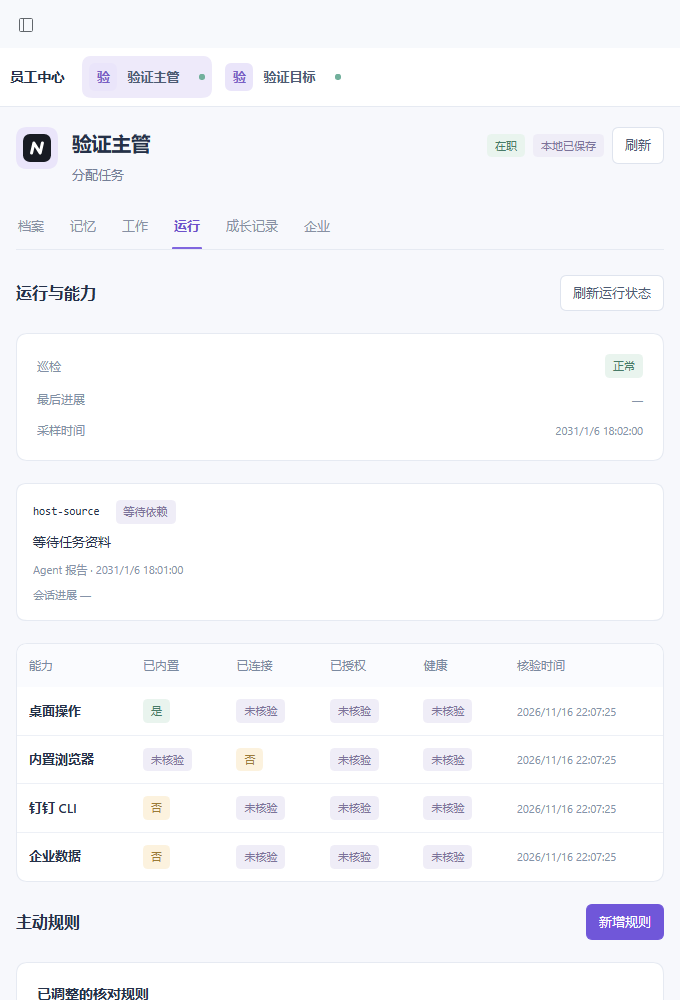 员工中心 验 验证主管 验 验证目标
N 验证主管 在职 本地已保存 刷新
分配任务
档案 记忆 工作 运行 成长记录 企业
运行与能力 刷新运行状态
巡检 正常
最后进展 —
采样时间 2031/1/6 18:02:00
host-source 等待依赖
等待任务资料
Agent 报告 · 2031/1/6 18:01:00
会话进展 —
能力 已内置 已连接 已授权 健康 核验时间
桌面操作 是 未核验 未核验 未核验 2026/11/16 22:07:25
内置浏览器 未核验 否 未核验 未核验 2026/11/16 22:07:25
钉钉 CLI 否 未核验 未核验 未核验 2026/11/16 22:07:25
企业数据 否 未核验 未核验 未核验 2026/11/16 22:07:25
主动规则 新增规则
已调整的核对规则